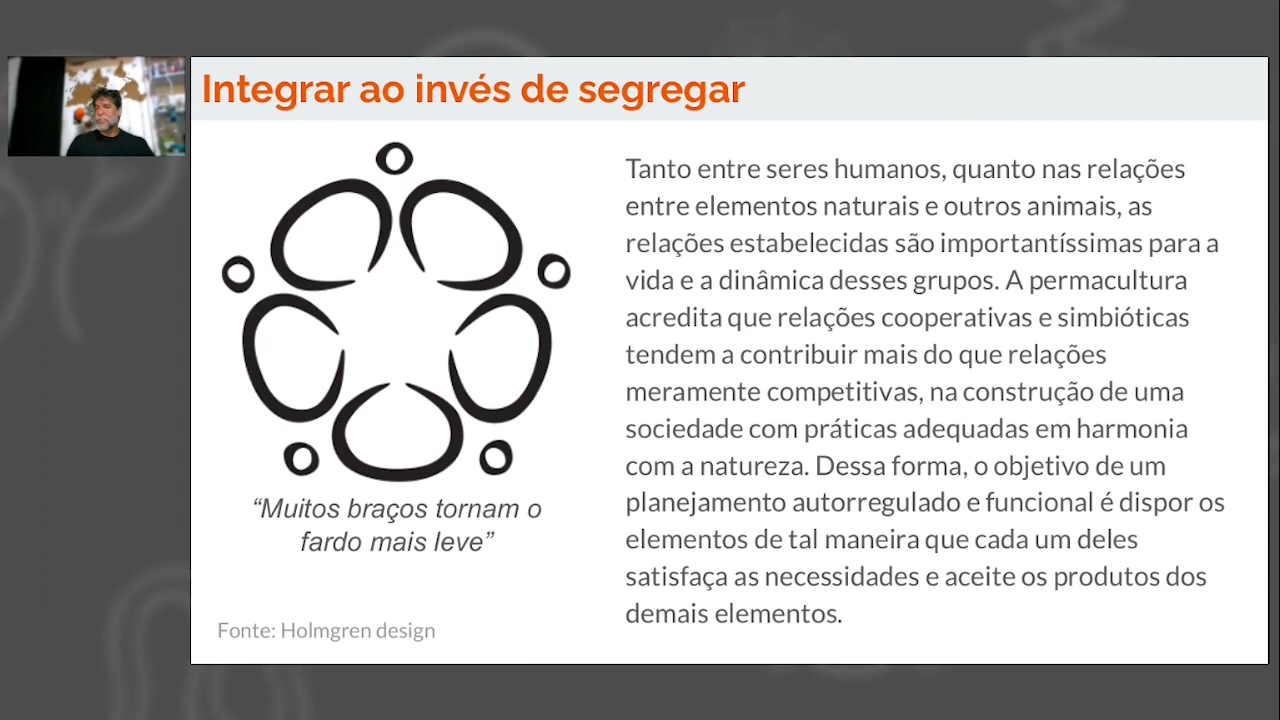 Integrar ao invés de segregar
Tanto entre seres humanos, quanto nas relações
entre elementos naturais e outros animais, as
relações estabelecidas são importantíssimas para a
vida e a dinâmica desses grupos. A permacultura
acredita que relações cooperativas e simbióticas
tendem a contribuir mais do que relações
meramente competitivas, na construção de uma
sociedade com práticas adequadas em harmonia
com a natureza. Dessa forma, o objetivo de um
planejamento autorregulado e funcional é dispor os
elementos de tal maneira que cada um deles
satisfaça as necessidades e aceite os produtos dos
demais elementos.
“Muitos braços tornam o
fardo mais leve”
Fonte: Holmgren design